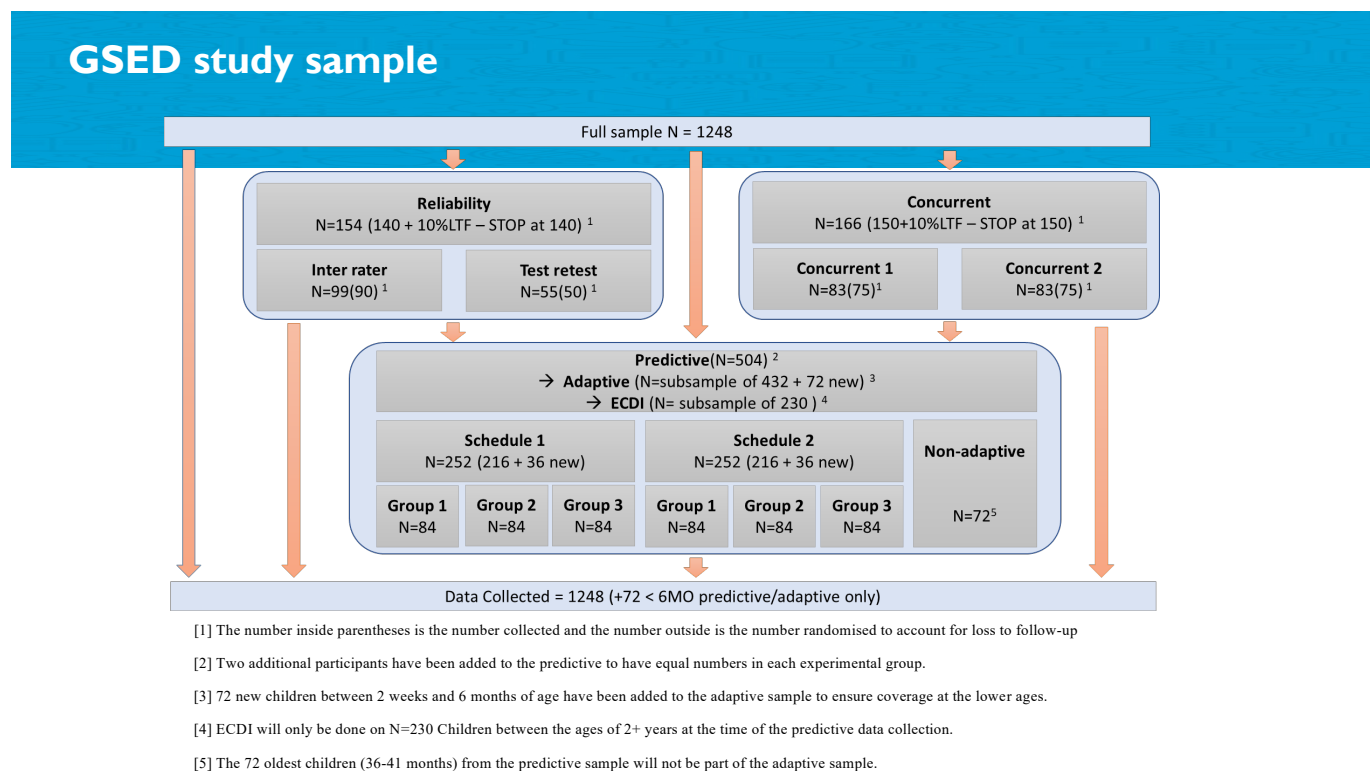 GSED study sample
Full sample N = 1248
Reliability
N=154 (140 + 10%LTF – STOP at 140) 1
Inter rater
N=99(90) 1
Test retest
N=55(50) 1
Concurrent
N=166 (150+10%LTF – STOP at 150) 1
Concurrent 1
N=83(75)1
Concurrent 2
N=83(75) 1
Predictive(N=504) 2
→ Adaptive (N=subsample of 432 + 72 new) 3
→ ECDI (N= subsample of 230 ) 4
Schedule 1
N=252 (216 + 36 new)
Group 1
N=84
Group 2
N=84
Group 3
N=84
Schedule 2
N=252 (216 + 36 new)
Group 1
N=84
Group 2
N=84
Group 3
N=84
Non-adaptive
N=725
Data Collected = 1248 (+72 < 6MO predictive/adaptive only)
[1] The number inside parentheses is the number collected and the number outside is the number randomised to account for loss to follow-up
[2] Two additional participants have been added to the predictive to have equal numbers in each experimental group.
[3] 72 new children between 2 weeks and 6 months of age have been added to the adaptive sample to ensure coverage at the lower ages.
[4] ECDI will only be done on N=230 Children between the ages of 2+ years at the time of the predictive data collection.
[5] The 72 oldest children (36-41 months) from the predictive sample will not be part of the adaptive sample.